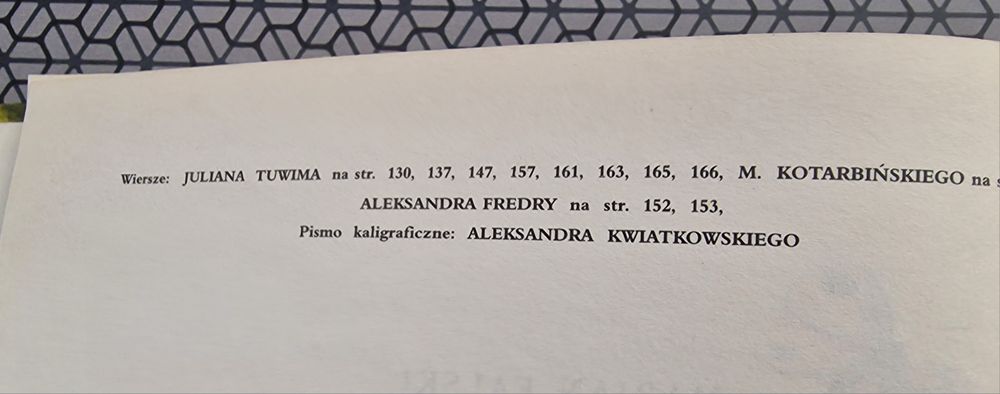 Wiersze: JULIANA TUWIMA na str. 130, 137, 147, 157, 161, 163, 165, 166, M. KOTARBIŃSKIEGO na
ALEKSANDRA FREDRY na str. 152, 153,
Pismo kaligraficzne: ALEKSANDRA KWIATKOWSKIEGO